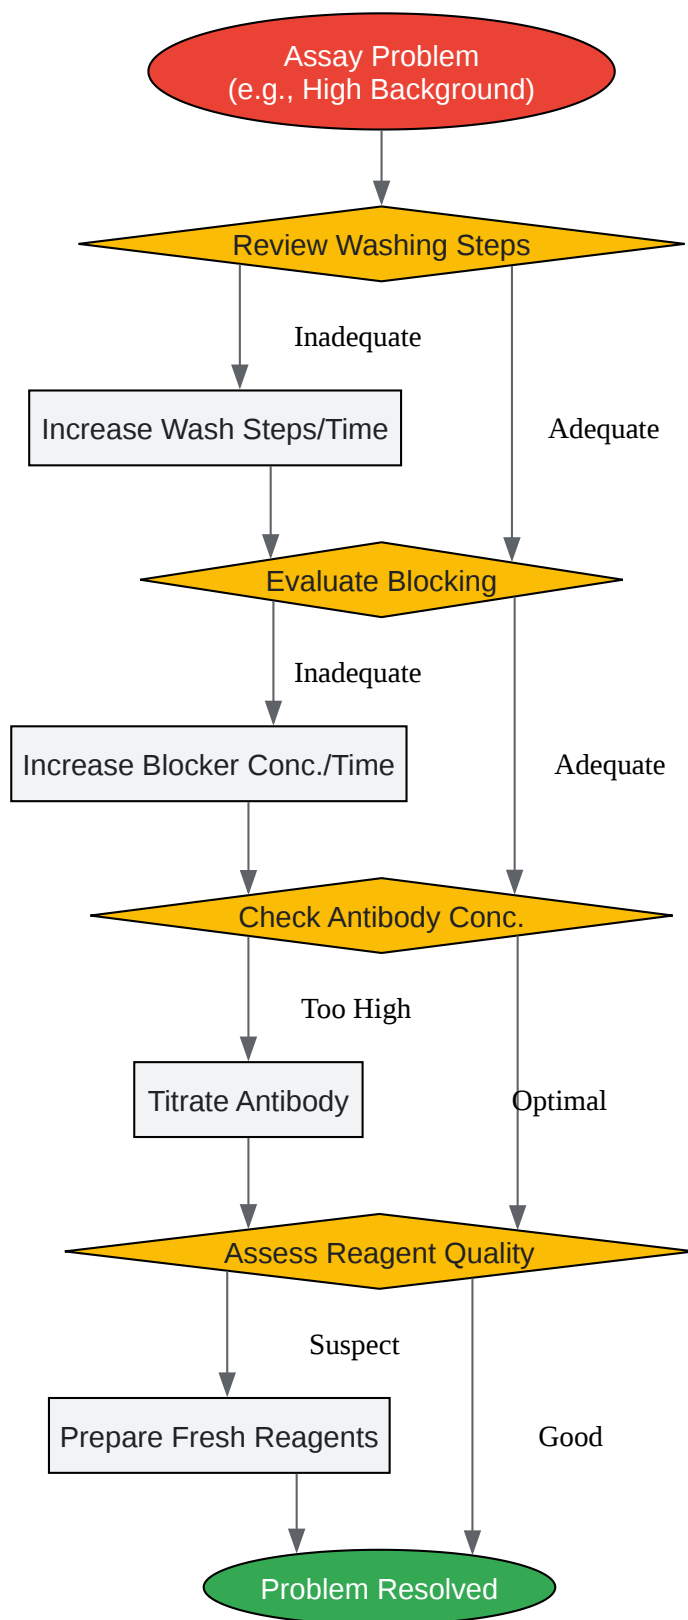 Assay Problem
(e.g., High Background)
Review Washing Steps
Inadequate
Increase Wash Steps/Time
Adequate
Evaluate Blocking
Inadequate
Increase Blocker Conc./Time
Adequate
Check Antibody Conc.
Too High
Titrate Antibody
Optimal
Assess Reagent Quality
Suspect
Prepare Fresh Reagents
Good
Problem Resolved